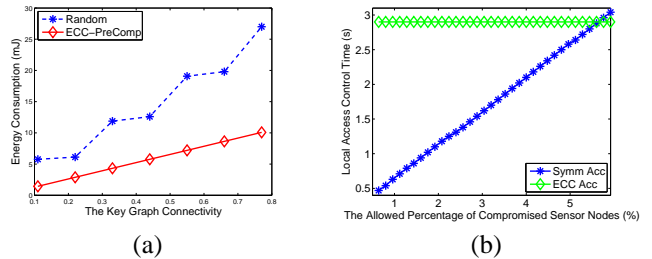 Random
ECC−PreComp
Energy Consumption (mJ)
30
25
20
15
10
5
0
0.1 0.2 0.3 0.4 0.5 0.6 0.7 0.8
The Key Graph Connectivity
(a)
Local Access Control Time (s)
3
2.5
2
1.5
1
0.5
Symm Acc
ECC Acc
1 2 3 4 5
The Allowed Percentage of Compromised Sensor Nodes (%)
(b)